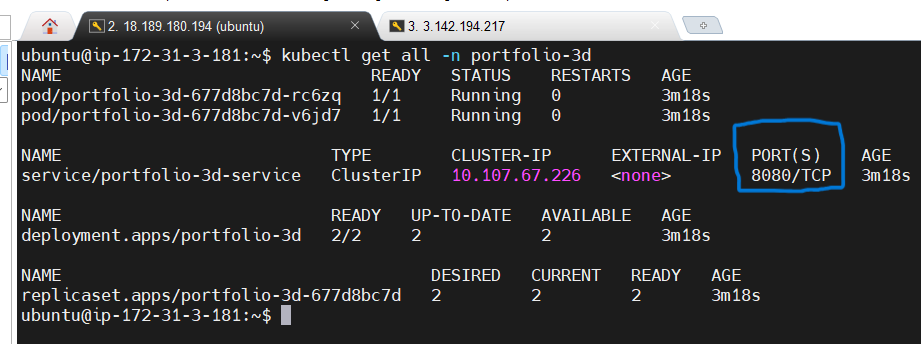 2. 18.189.180.194 (ubuntu)
3. 3.142.194.217
ubuntu@ip-172-31-3-181:~$ kubectl get all -n portfolio-3d
NAME READY STATUS RESTARTS AGE
pod/portfolio-3d-677d8bc7d-rc6zq 1/1 Running 0 3m18s
pod/portfolio-3d-677d8bc7d-v6jd7 1/1 Running 0 3m18s
NAME TYPE CLUSTER-IP EXTERNAL-IP PORT(S) AGE
service/portfolio-3d-service ClusterIP 10.107.67.226 <none> 8080/TCP 3m18s
NAME READY UP-TO-DATE AVAILABLE AGE
deployment.apps/portfolio-3d 2/2 2 2 3m18s
NAME DESIRED CURRENT READY AGE
replicaset.apps/portfolio-3d-677d8bc7d 2 2 2 3m18s
ubuntu@ip-172-31-3-181:~$